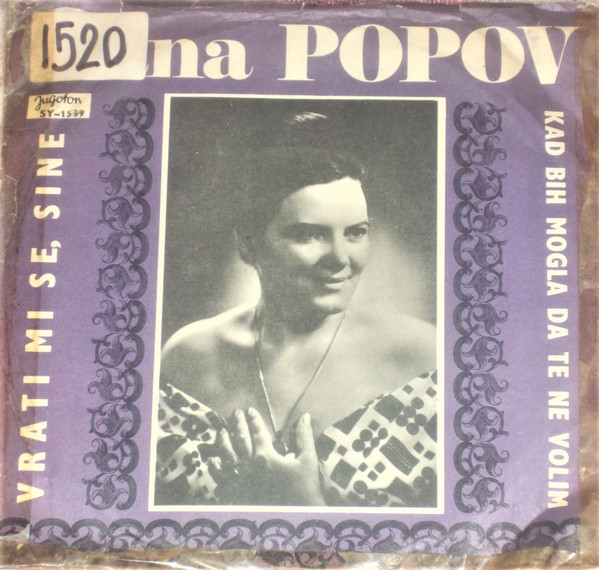 1520
na POPOV
Jugoton
SY-1539
VRATI MI SE, SINE
KAD BIH MOGLA DA TE NE VOLIM